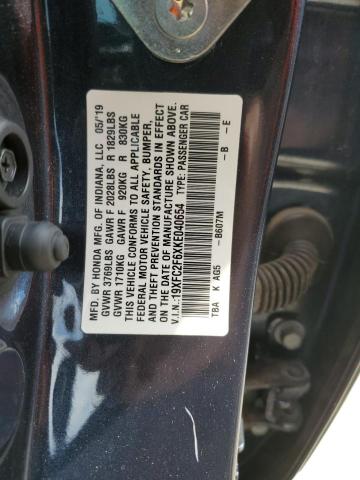 MFD. BY HONDA MFG. OF INDIANA, LLC 05/'19
GVWR 3769LBS GAWR F 2028LBS R 1829LBS
GVWR 1710KG GAWR F 920KG R 830KG
THIS VEHICLE CONFORMS TO ALL APPLICABLE
FEDERAL MOTOR VEHICLE SAFETY, BUMPER,
AND THEFT PREVENTION STANDARDS IN EFFECT
ON THE DATE OF MANUFACTURE SHOWN ABOVE.
V.I.N.:19XFC2F6XKE040654 TYPE: PASSENGER CAR
TBA K AG5 -B607M -B -E